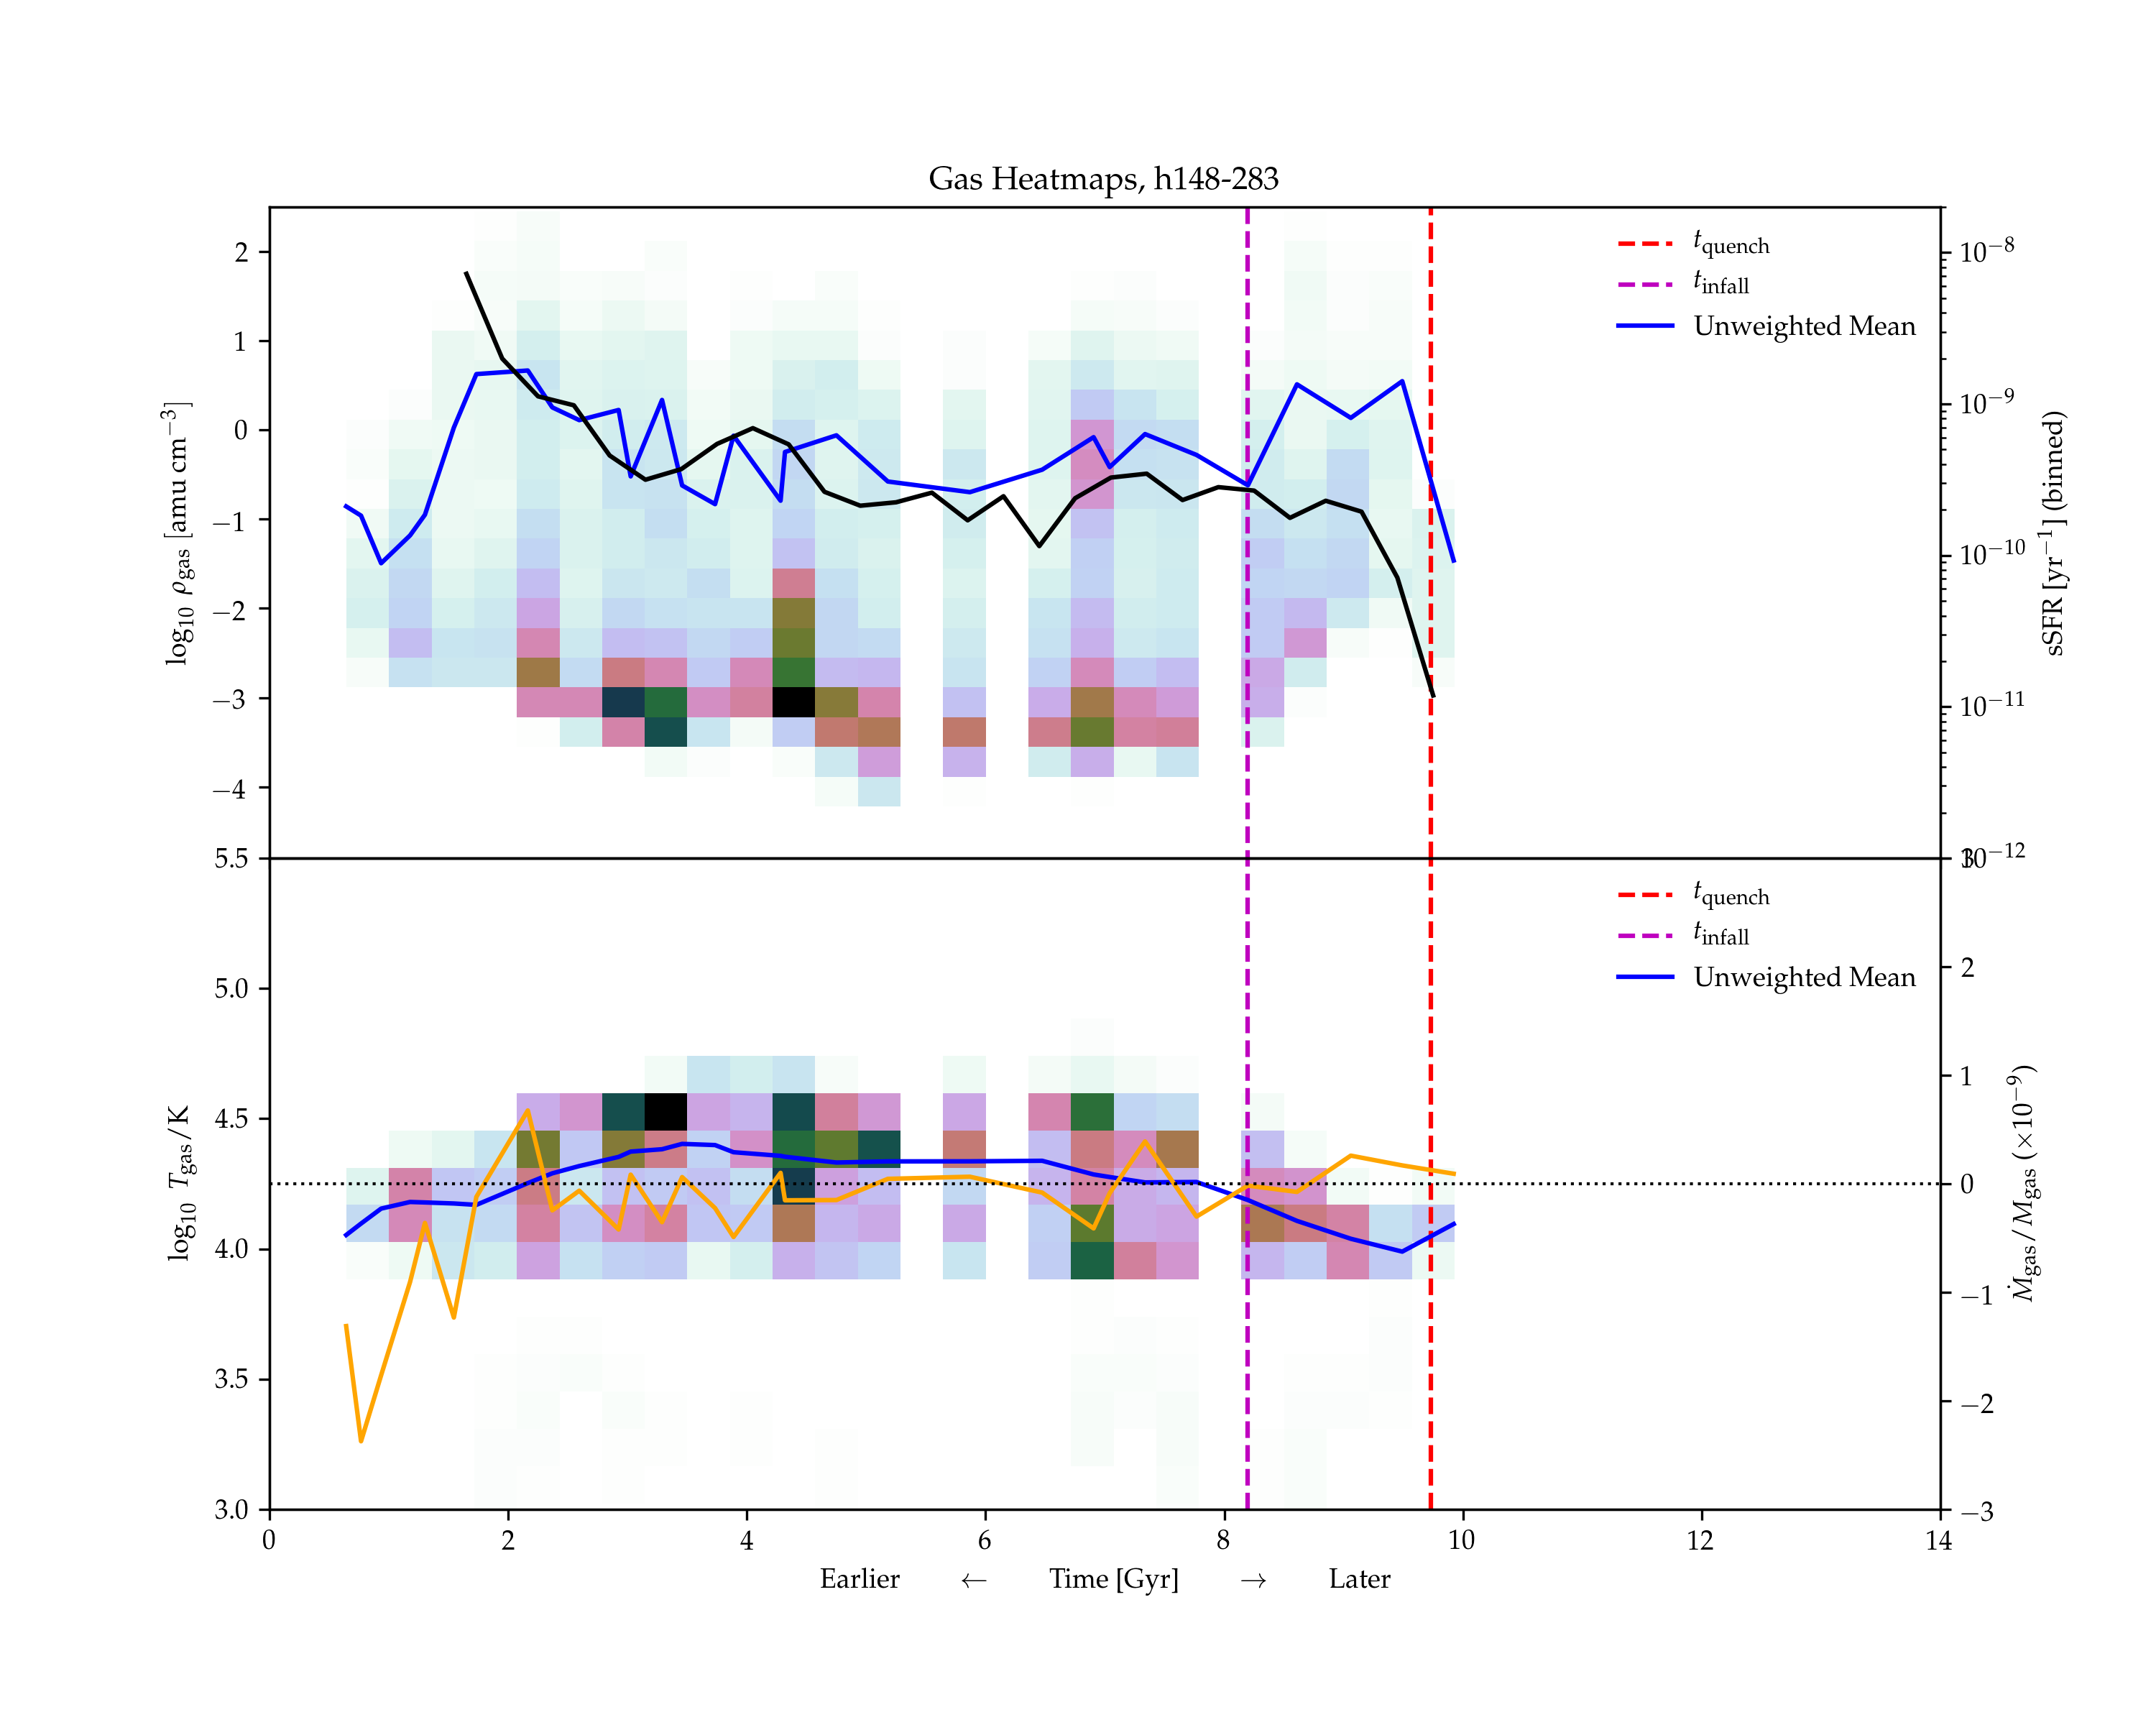 Gas Heatmaps, h148-283
2
1
0
−1
−2
−3
−4
log₁₀ ρgas [amu cm⁻³]
t quench
t infall
Unweighted Mean
10⁻⁸
10⁻⁹
10⁻¹⁰
10⁻¹¹
10⁻¹²
sSFR [yr⁻¹] (binned)
5.5
5.0
4.5
4.0
3.5
3.0
log₁₀ Tgas/K
t quench
t infall
Unweighted Mean
3
2
1
0
−1
−2
−3
Ṁgas/Mgas (×10⁻⁹)
0 2 4 6 8 10 12 14
Earlier ← Time [Gyr] → Later